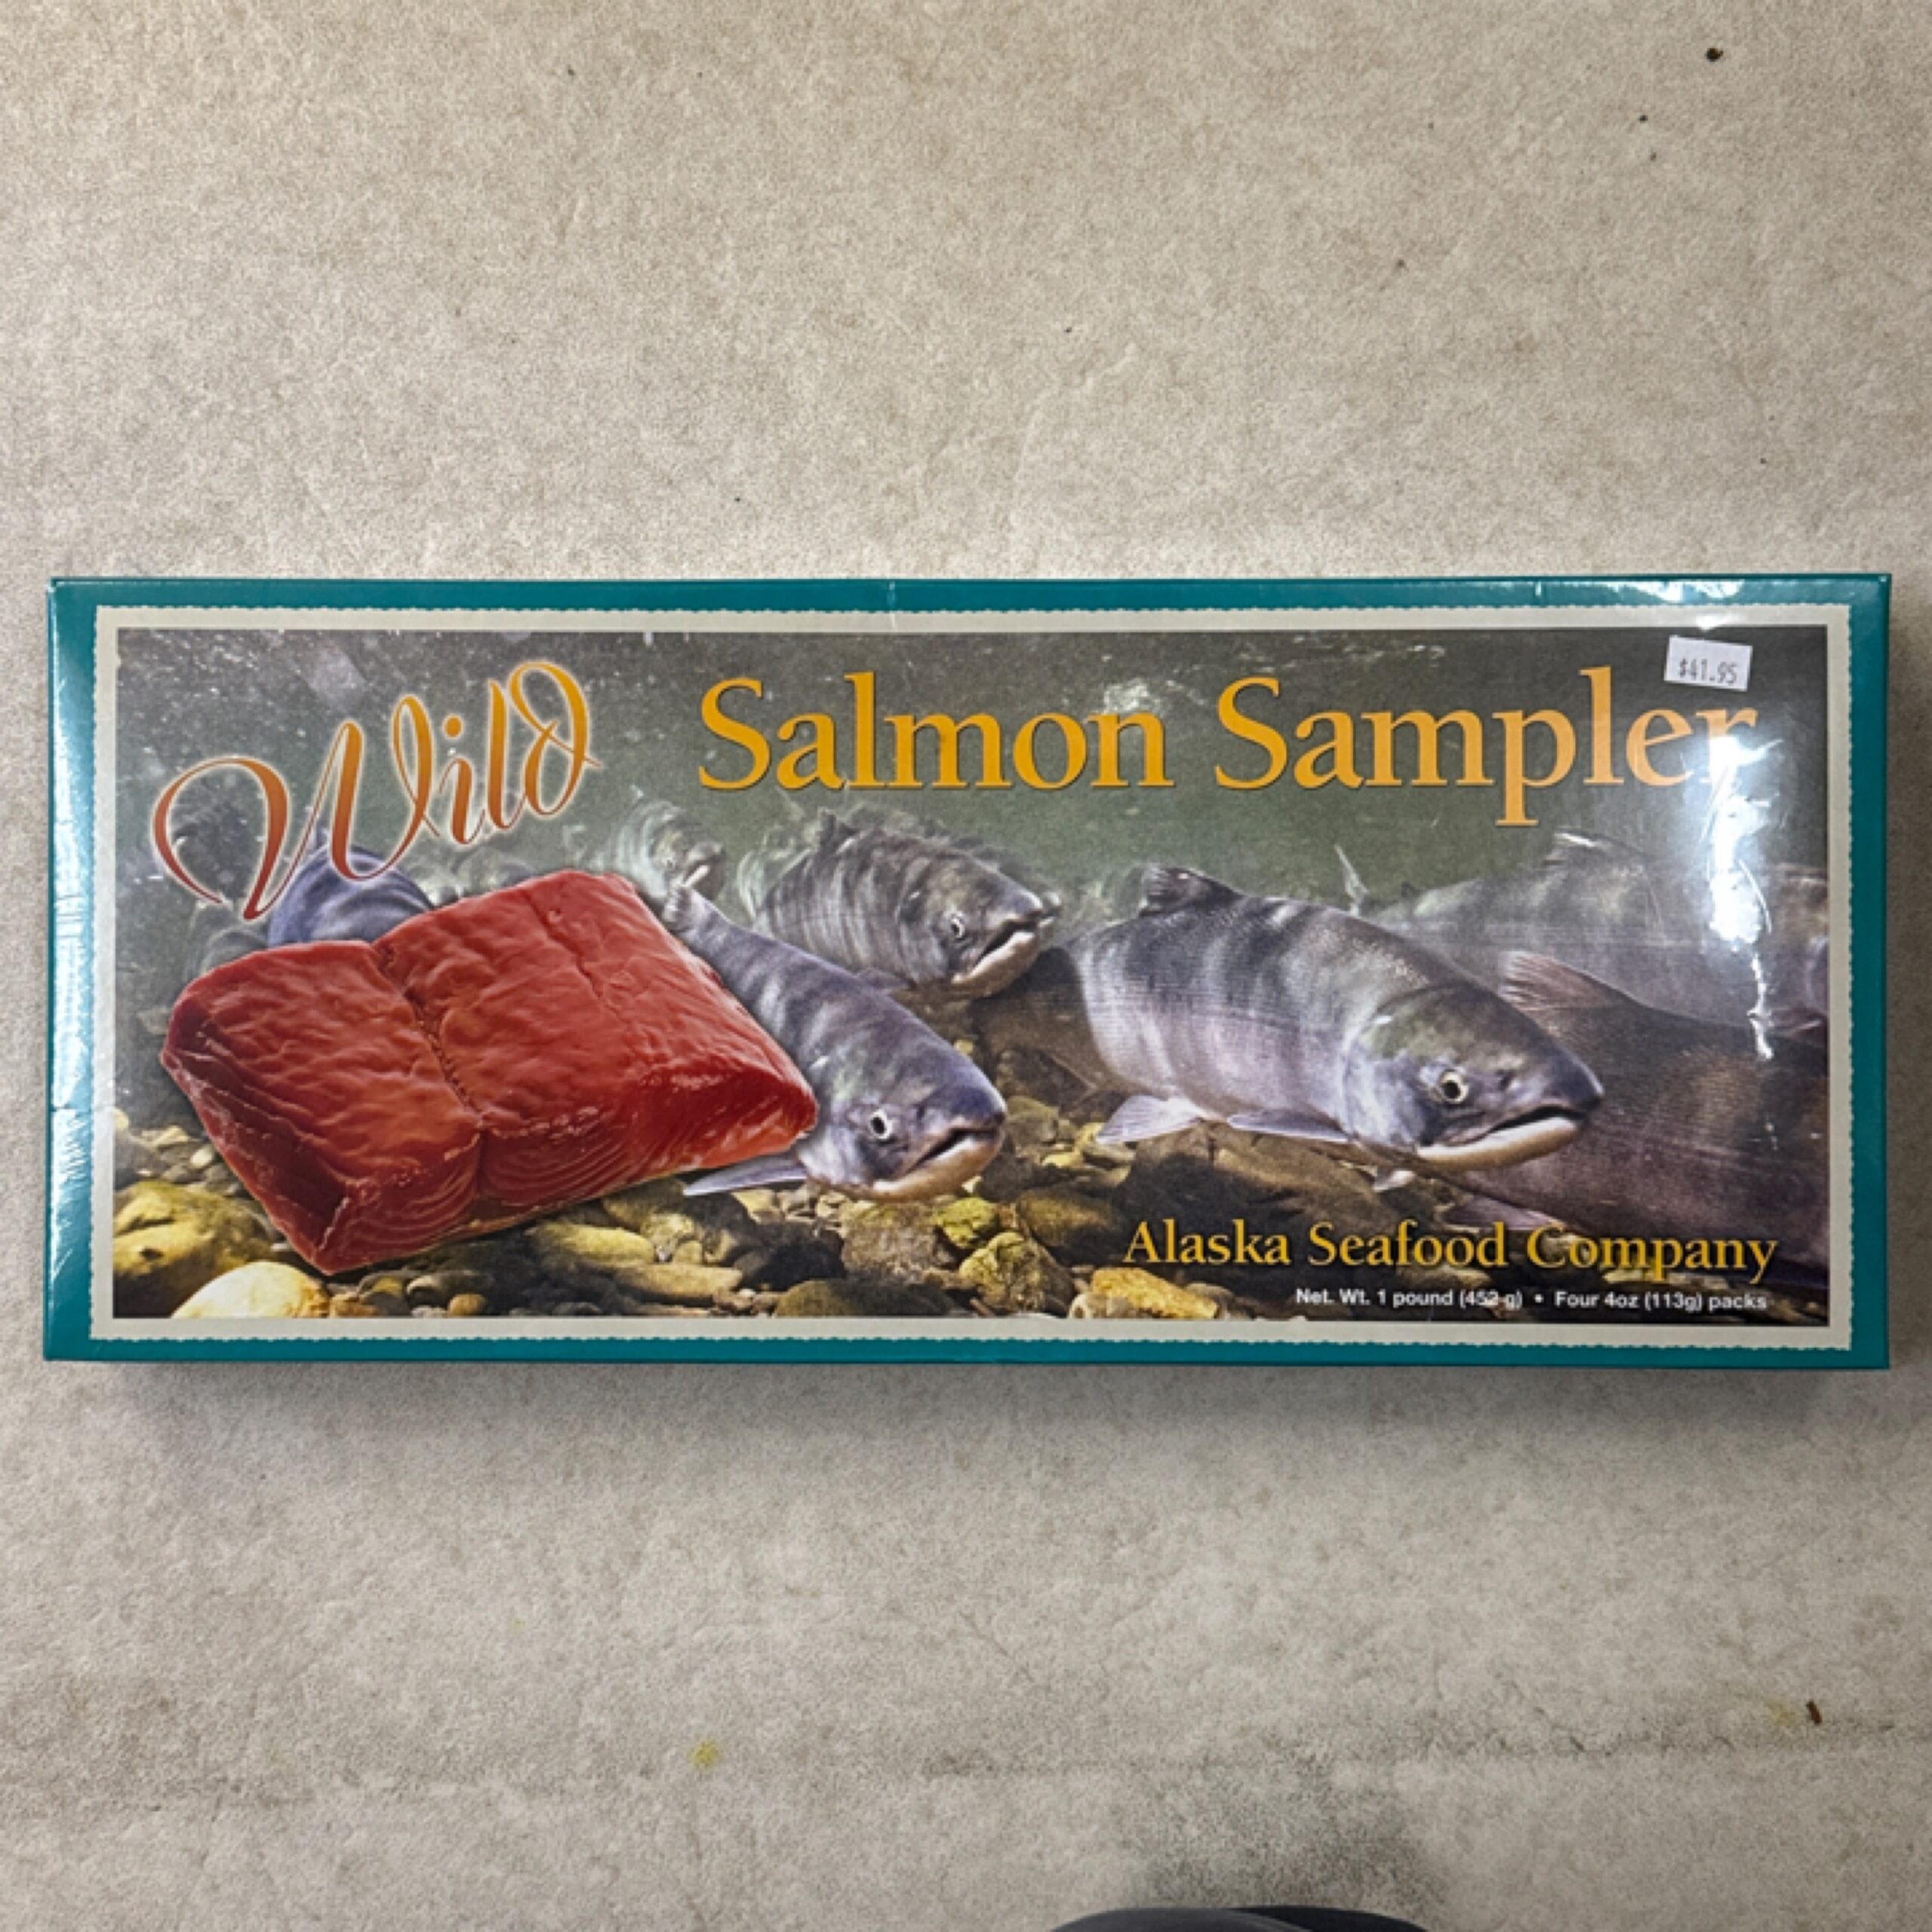 $41.95
Wild Salmon Sampler
Alaska Seafood Company
Net. Wt. 1 pound (452 g) • Four 4oz (113g) packs